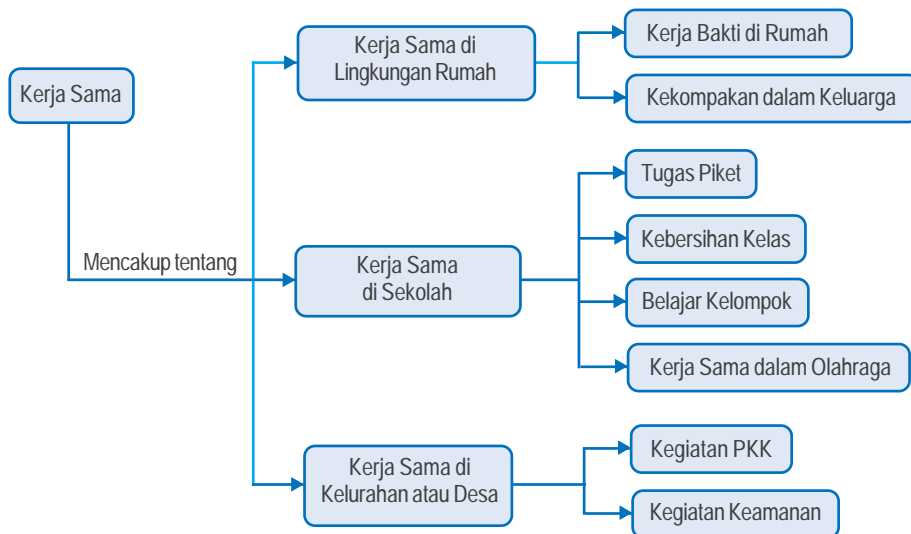 Kerja Sama
Mencakup tentang
Kerja Sama di
Lingkungan Rumah
Kerja Bakti di Rumah
Kekompakan dalam Keluarga
Kerja Sama
di Sekolah
Tugas Piket
Kebersihan Kelas
Belajar Kelompok
Kerja Sama dalam Olahraga
Kerja Sama di
Kelurahan atau Desa
Kegiatan PKK
Kegiatan Keamanan